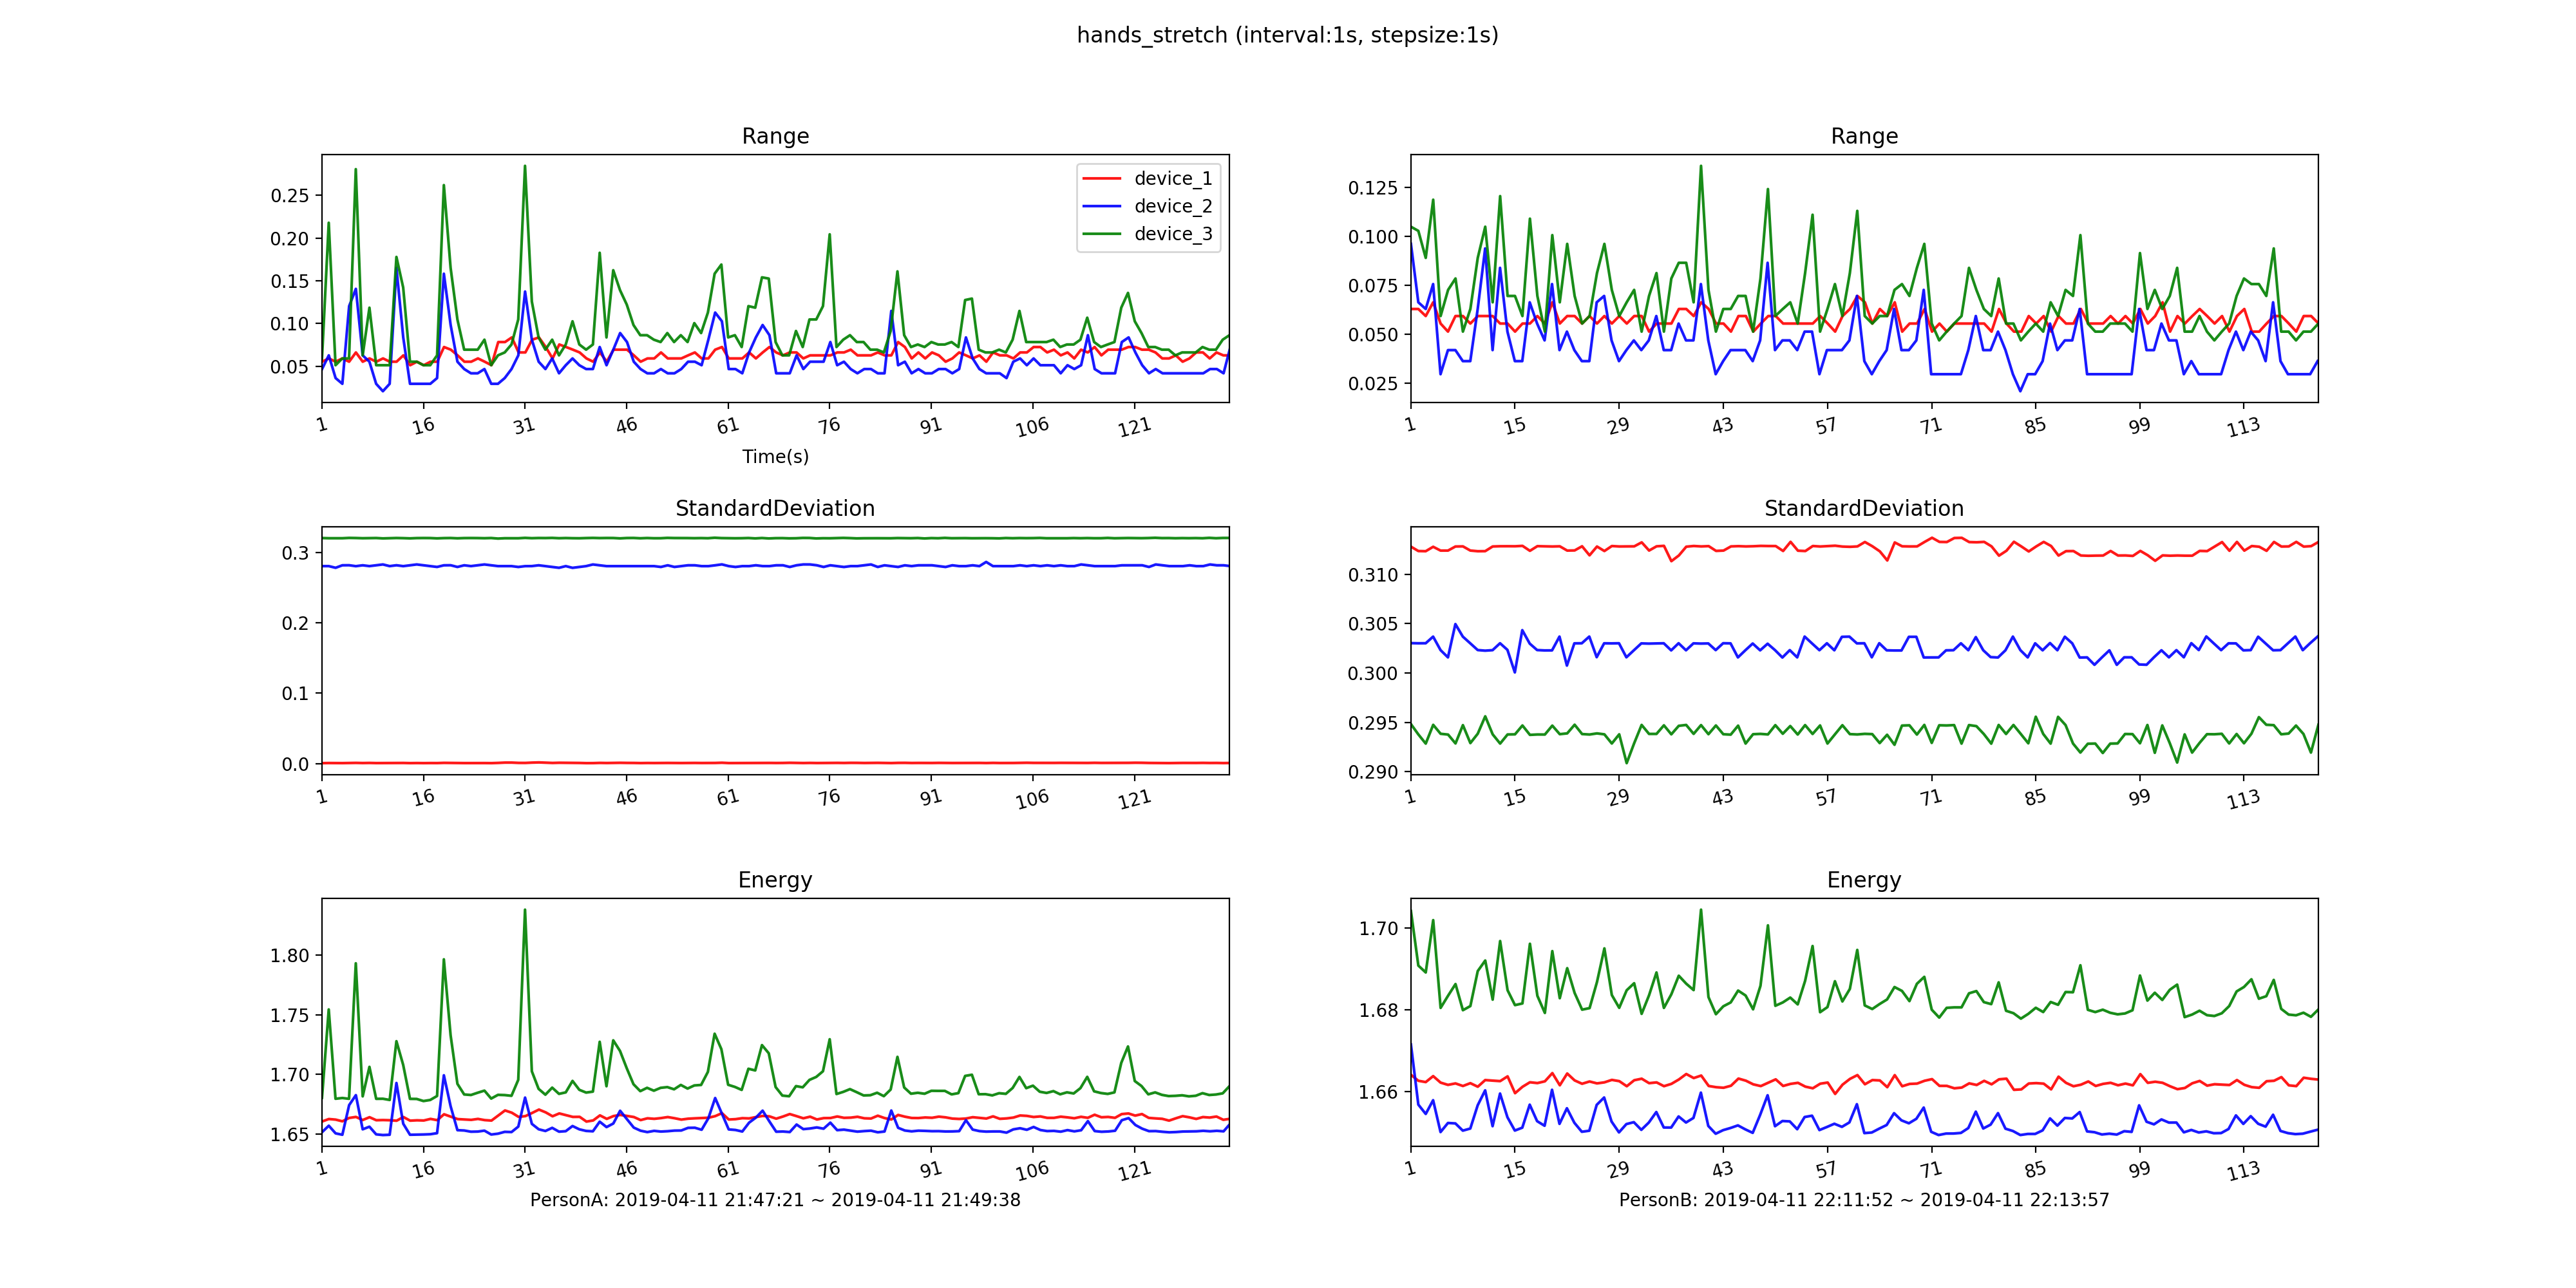 hands_stretch (interval:1s, stepsize:1s)
Range
0.25
0.20
0.15
0.10
0.05
device_1
device_2
device_3
1 16 31 46 61 76 91 106 121
Time(s)
Range
0.125
0.100
0.075
0.050
0.025
1 15 29 43 57 71 85 99 113
StandardDeviation
0.3
0.2
0.1
0.0
1 16 31 46 61 76 91 106 121
StandardDeviation
0.310
0.305
0.300
0.295
0.290
1 15 29 43 57 71 85 99 113
Energy
1.80
1.75
1.70
1.65
1 16 31 46 61 76 91 106 121
PersonA: 2019-04-11 21:47:21 ~ 2019-04-11 21:49:38
Energy
1.70
1.68
1.66
1 15 29 43 57 71 85 99 113
PersonB: 2019-04-11 22:11:52 ~ 2019-04-11 22:13:57